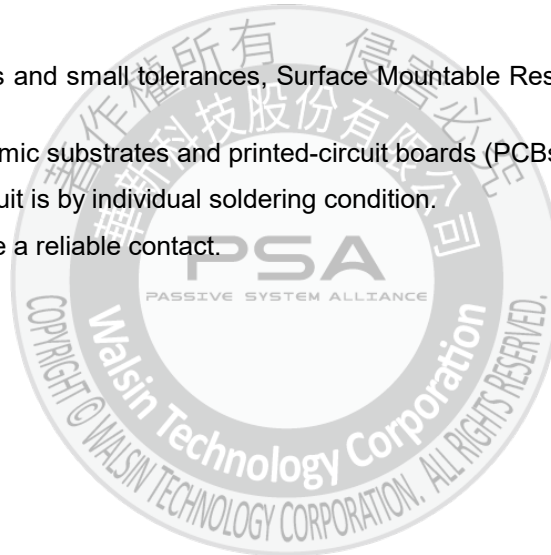 s and small tolerances, Surface Mountable Res
mic substrates and printed-circuit boards (PCBs
uit is by individual soldering condition.
e a reliable contact.
著作權所有 侵害必究
華新科技股份有限公司
PSA
PASSIVE SYSTEM ALLIANCE
Walsin Technology Corporation
COPYRIGHT © WALSIN TECHNOLOGY CORPORATION. ALL RIGHTS RESERVED.